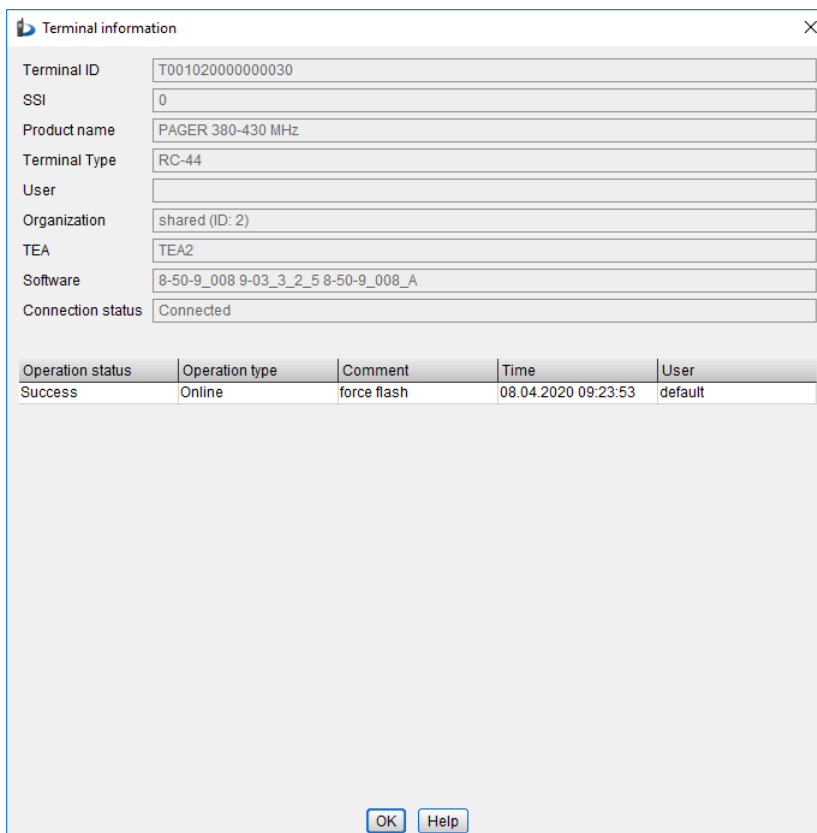 Terminal information
Terminal ID T001020000000030
SSI 0
Product name PAGER 380-430 MHz
Terminal Type RC-44
User
Organization shared (ID: 2)
TEA TEA2
Software 8-50-9_008 9-03_3_2_5 8-50-9_008_A
Connection status Connected
Operation status Operation type Comment Time User
Success Online force flash 08.04.2020 09:23:53 default
OK Help